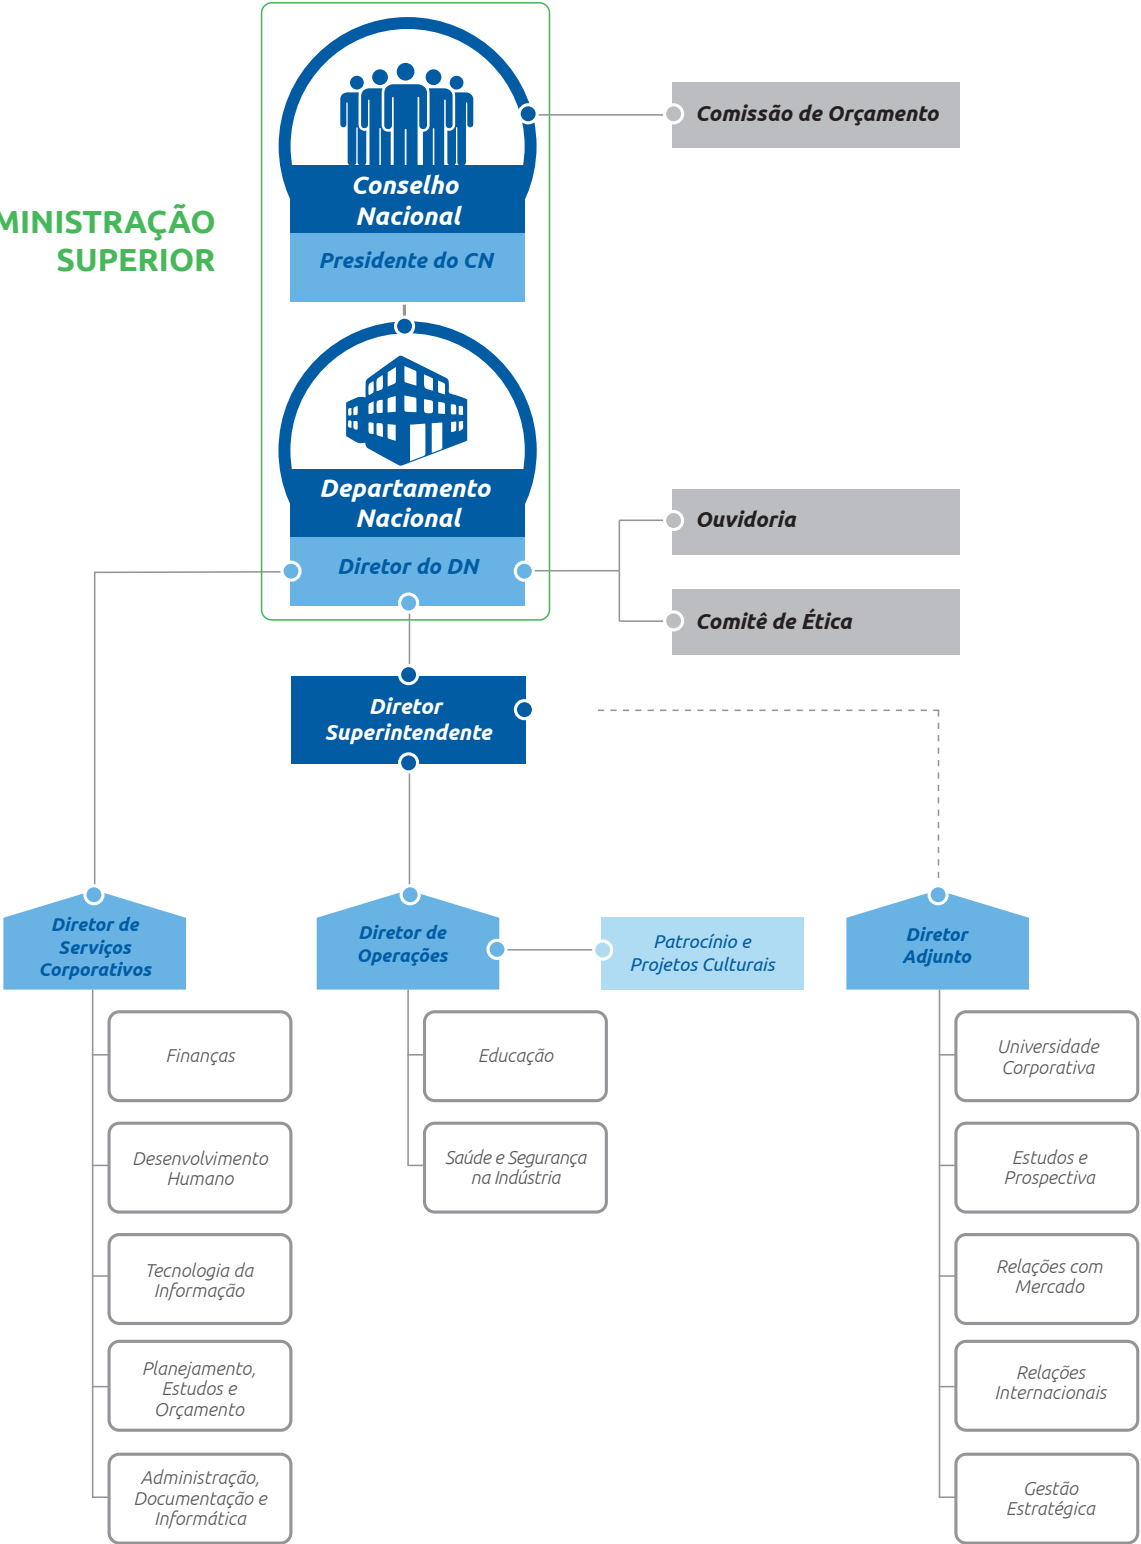 Comissão de Orçamento
Conselho
Nacional
MINISTRAÇÃO
SUPERIOR
Presidente do CN
Departamento
Nacional
Ouvidoria
Diretor do DN
Comitê de Ética
Diretor
Superintendente
Diretor de
Serviços
Corporativos
Diretor de
Operações
Patrocínio e
Projetos Culturais
Diretor
Adjunto
Finanças
Desenvolvimento
Humano
Tecnologia da
Informação
Planejamento,
Estudos e
Orçamento
Administração,
Documentação e
Informática
Educação
Saúde e Segurança
na Indústria
Universidade
Corporativa
Estudos e
Prospectiva
Relações com
Mercado
Relações
Internacionais
Gestão
Estratégica